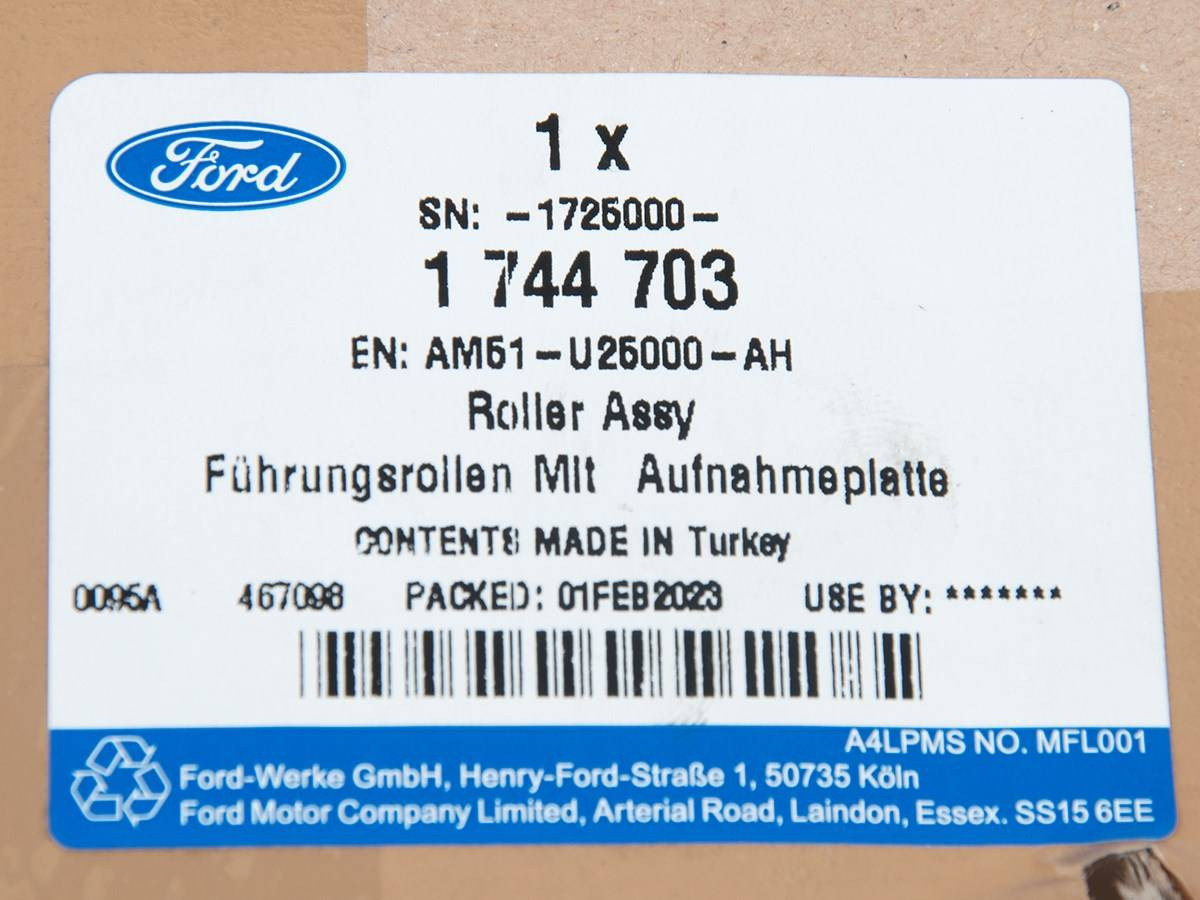 Ford
1 x
SN: -1725000-
1 744 703
EN: AM51-U25000-AH
Roller Assy
Führungsrollen Mit Aufnahmeplatte
CONTENTS MADE IN Turkey
0095A 467098 PACKED: 01FEB2023 USE BY: *******
A4LPMS NO. MFL001
Ford-Werke GmbH, Henry-Ford-Straße 1, 50735 Köln
Ford Motor Company Limited, Arterial Road, Laindon, Essex. SS15 6EE